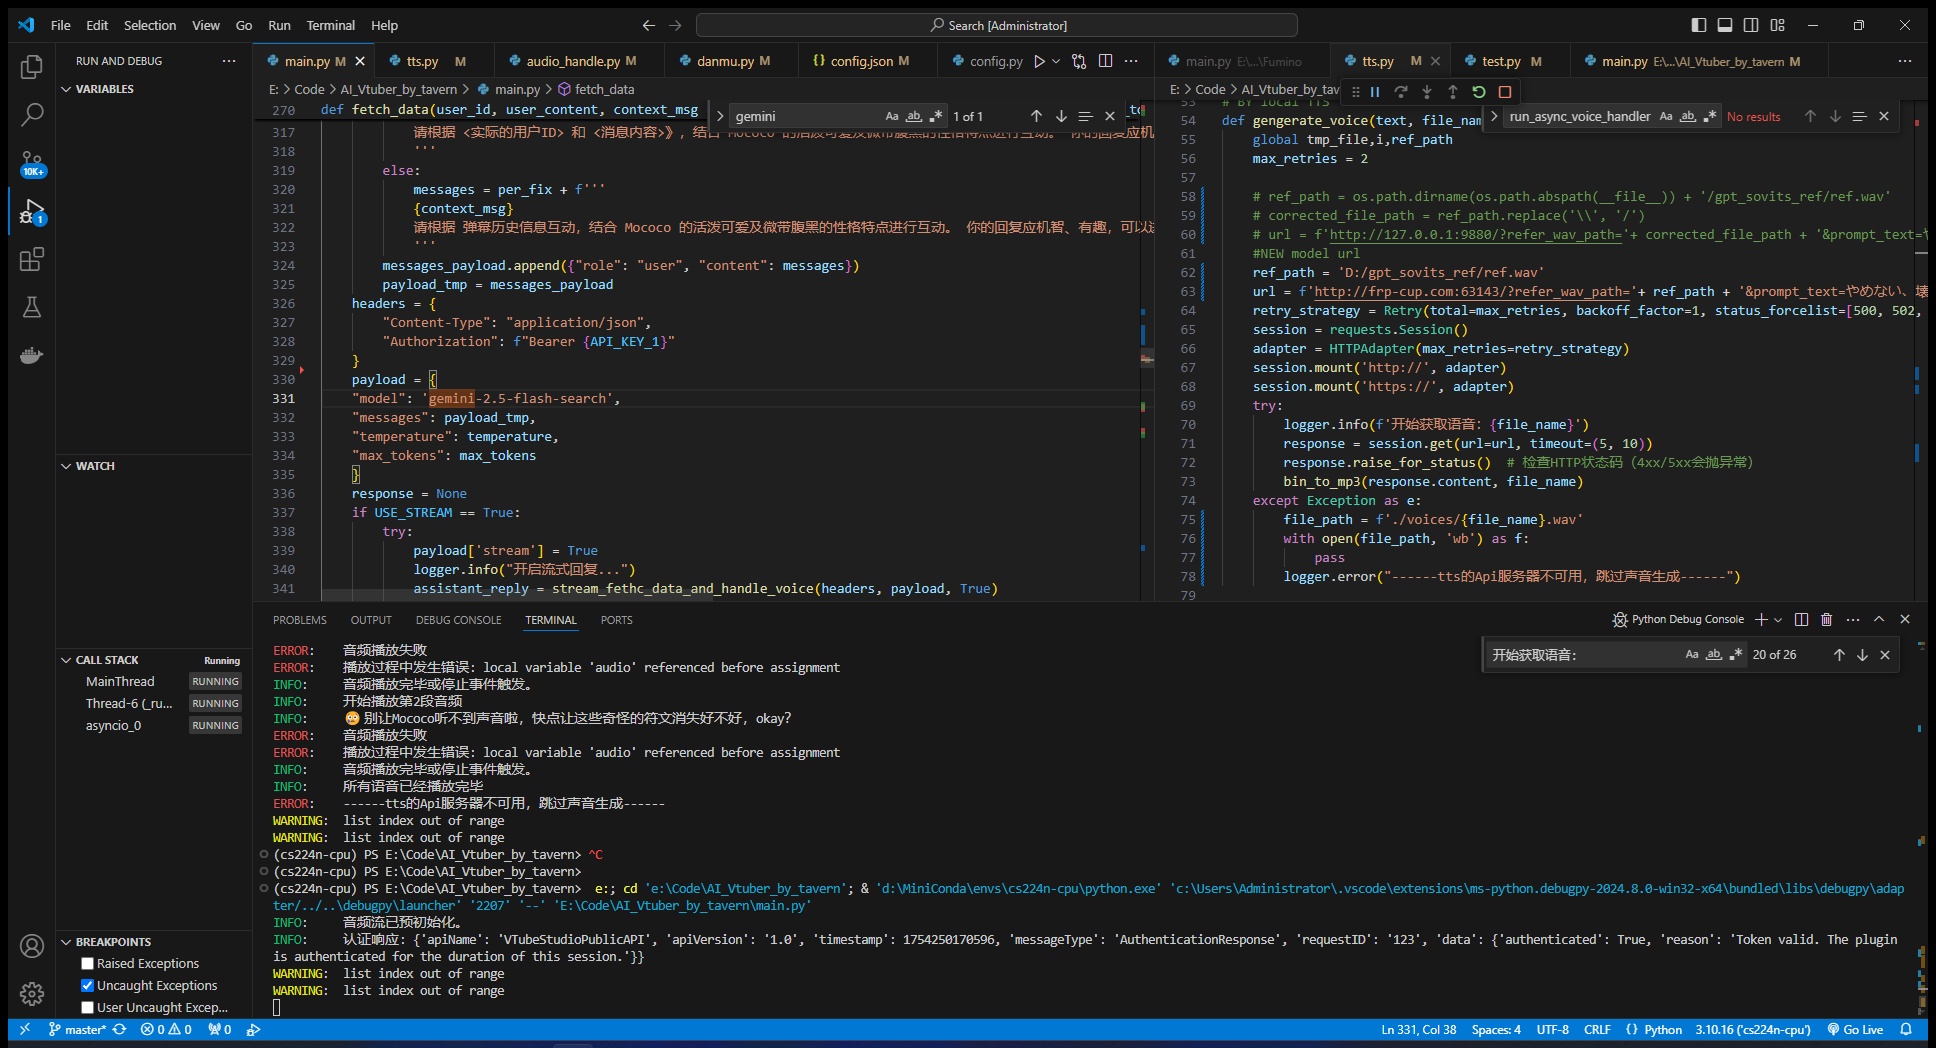 File Edit Selection View Go Run Terminal Help
Search [Administrator]
RUN AND DEBUG
main.py M
tts.py M
audio_handle.py M
danmu.py M
config.json M
config.py
main.py E:\...\Fumino
tts.py M
test.py M
main.py E:\...\AI_Vtuber_by_tavern M
VARIABLES
E: > Code > AI_Vtuber_by_tavern > main.py > fetch_data
gemini
Aa ab .* 1 of 1
270 def fetch_data(user_id, user_content, context_msg
317 请根据 <实际的用户ID> 和 <消息内容>》，结合 Mococo 的活泼可爱及微带腹黑的性格特点进行互动。 你的回复应机
318 '''
319 else:
320 messages = per_fix + f'''
321 {context_msg}
322 请根据 弹幕历史信息互动，结合 Mococo 的活泼可爱及微带腹黑的性格特点进行互动。 你的回复应机智、有趣，可以
323 '''
324 messages_payload.append({"role": "user", "content": messages})
325 payload_tmp = messages_payload
326 headers = {
327 "Content-Type": "application/json",
328 "Authorization": f"Bearer {API_KEY_1}"
329 }
330 payload = {
331 "model": 'gemini-2.5-flash-search',
332 "messages": payload_tmp,
333 "temperature": temperature,
334 "max_tokens": max_tokens
335 }
336 response = None
337 if USE_STREAM == True:
338 try:
339 payload['stream'] = True
340 logger.info("开启流式回复...")
341 assistant_reply = stream_fethc_data_and_handle_voice(headers, payload, True)
E: > Code > AI_Vtuber_by_tav
run_async_voice_handler Aa ab .* No results
53 # BY local TTS
54 def gengerate_voice(text, file_nam
55 global tmp_file,i,ref_path
56 max_retries = 2
57
58 # ref_path = os.path.dirname(os.path.abspath(__file__)) + '/gpt_sovits_ref/ref.wav'
59 # corrected_file_path = ref_path.replace('\\', '/')
60 # url = f'http://127.0.0.1:9880/?refer_wav_path='+ corrected_file_path + '&prompt_text=
61 #NEW model url
62 ref_path = 'D:/gpt_sovits_ref/ref.wav'
63 url = f'http://frp-cup.com:63143/?refer_wav_path='+ ref_path + '&prompt_text=やめない、壊
64 retry_strategy = Retry(total=max_retries, backoff_factor=1, status_forcelist=[500, 502,
65 session = requests.Session()
66 adapter = HTTPAdapter(max_retries=retry_strategy)
67 session.mount('http://', adapter)
68 session.mount('https://', adapter)
69 try:
70 logger.info(f'开始获取语音: {file_name}')
71 response = session.get(url=url, timeout=(5, 10))
72 response.raise_for_status() # 检查HTTP状态码（4xx/5xx会抛异常）
73 bin_to_mp3(response.content, file_name)
74 except Exception as e:
75 file_path = f'./voices/{file_name}.wav'
76 with open(file_path, 'wb') as f:
77 pass
78 logger.error("------tts的Api服务器不可用，跳过声音生成------")
79
WATCH
CALL STACK Running
MainThread RUNNING
Thread-6 (_ru... RUNNING
asyncio_0 RUNNING
BREAKPOINTS
Raised Exceptions
Uncaught Exceptions
User Uncaught Excep...
10K+
1
PROBLEMS OUTPUT DEBUG CONSOLE TERMINAL PORTS
Python Debug Console
开始获取语音: Aa ab .* 20 of 26
ERROR: 音频播放失败
ERROR: 播放过程中发生错误: local variable 'audio' referenced before assignment
INFO: 音频播放完毕或停止事件触发。
INFO: 开始播放第2段音频
INFO: 😳 别让Mococo听不到声音啦，快点让这些奇怪的符文消失好不好，okay?
ERROR: 音频播放失败
ERROR: 播放过程中发生错误: local variable 'audio' referenced before assignment
INFO: 音频播放完毕或停止事件触发。
INFO: 所有语音已经播放完毕
ERROR: ------tts的Api服务器不可用，跳过声音生成------
WARNING: list index out of range
WARNING: list index out of range
(cs224n-cpu) PS E:\Code\AI_Vtuber_by_tavern> ^C
(cs224n-cpu) PS E:\Code\AI_Vtuber_by_tavern>
(cs224n-cpu) PS E:\Code\AI_Vtuber_by_tavern> e:; cd 'e:\Code\AI_Vtuber_by_tavern'; & 'd:\MiniConda\envs\cs224n-cpu\python.exe' 'c:\Users\Administrator\.vscode\extensions\ms-python.debugpy-2024.8.0-win32-x64\bundled\libs\debugpy\adap
ter/../..\debugpy\launcher' '2207' '--' 'E:\Code\AI_Vtuber_by_tavern\main.py'
INFO: 音频流已预初始化。
INFO: 认证响应: {'apiName': 'VTubeStudioPublicAPI', 'apiVersion': '1.0', 'timestamp': 1754250170596, 'messageType': 'AuthenticationResponse', 'requestID': '123', 'data': {'authenticated': True, 'reason': 'Token valid. The plugin
is authenticated for the duration of this session.'}}
WARNING: list index out of range
WARNING: list index out of range
master* 0 0 0
Ln 331, Col 38 Spaces: 4 UTF-8 CRLF {} Python 3.10.16 ('cs224n-cpu') Go Live